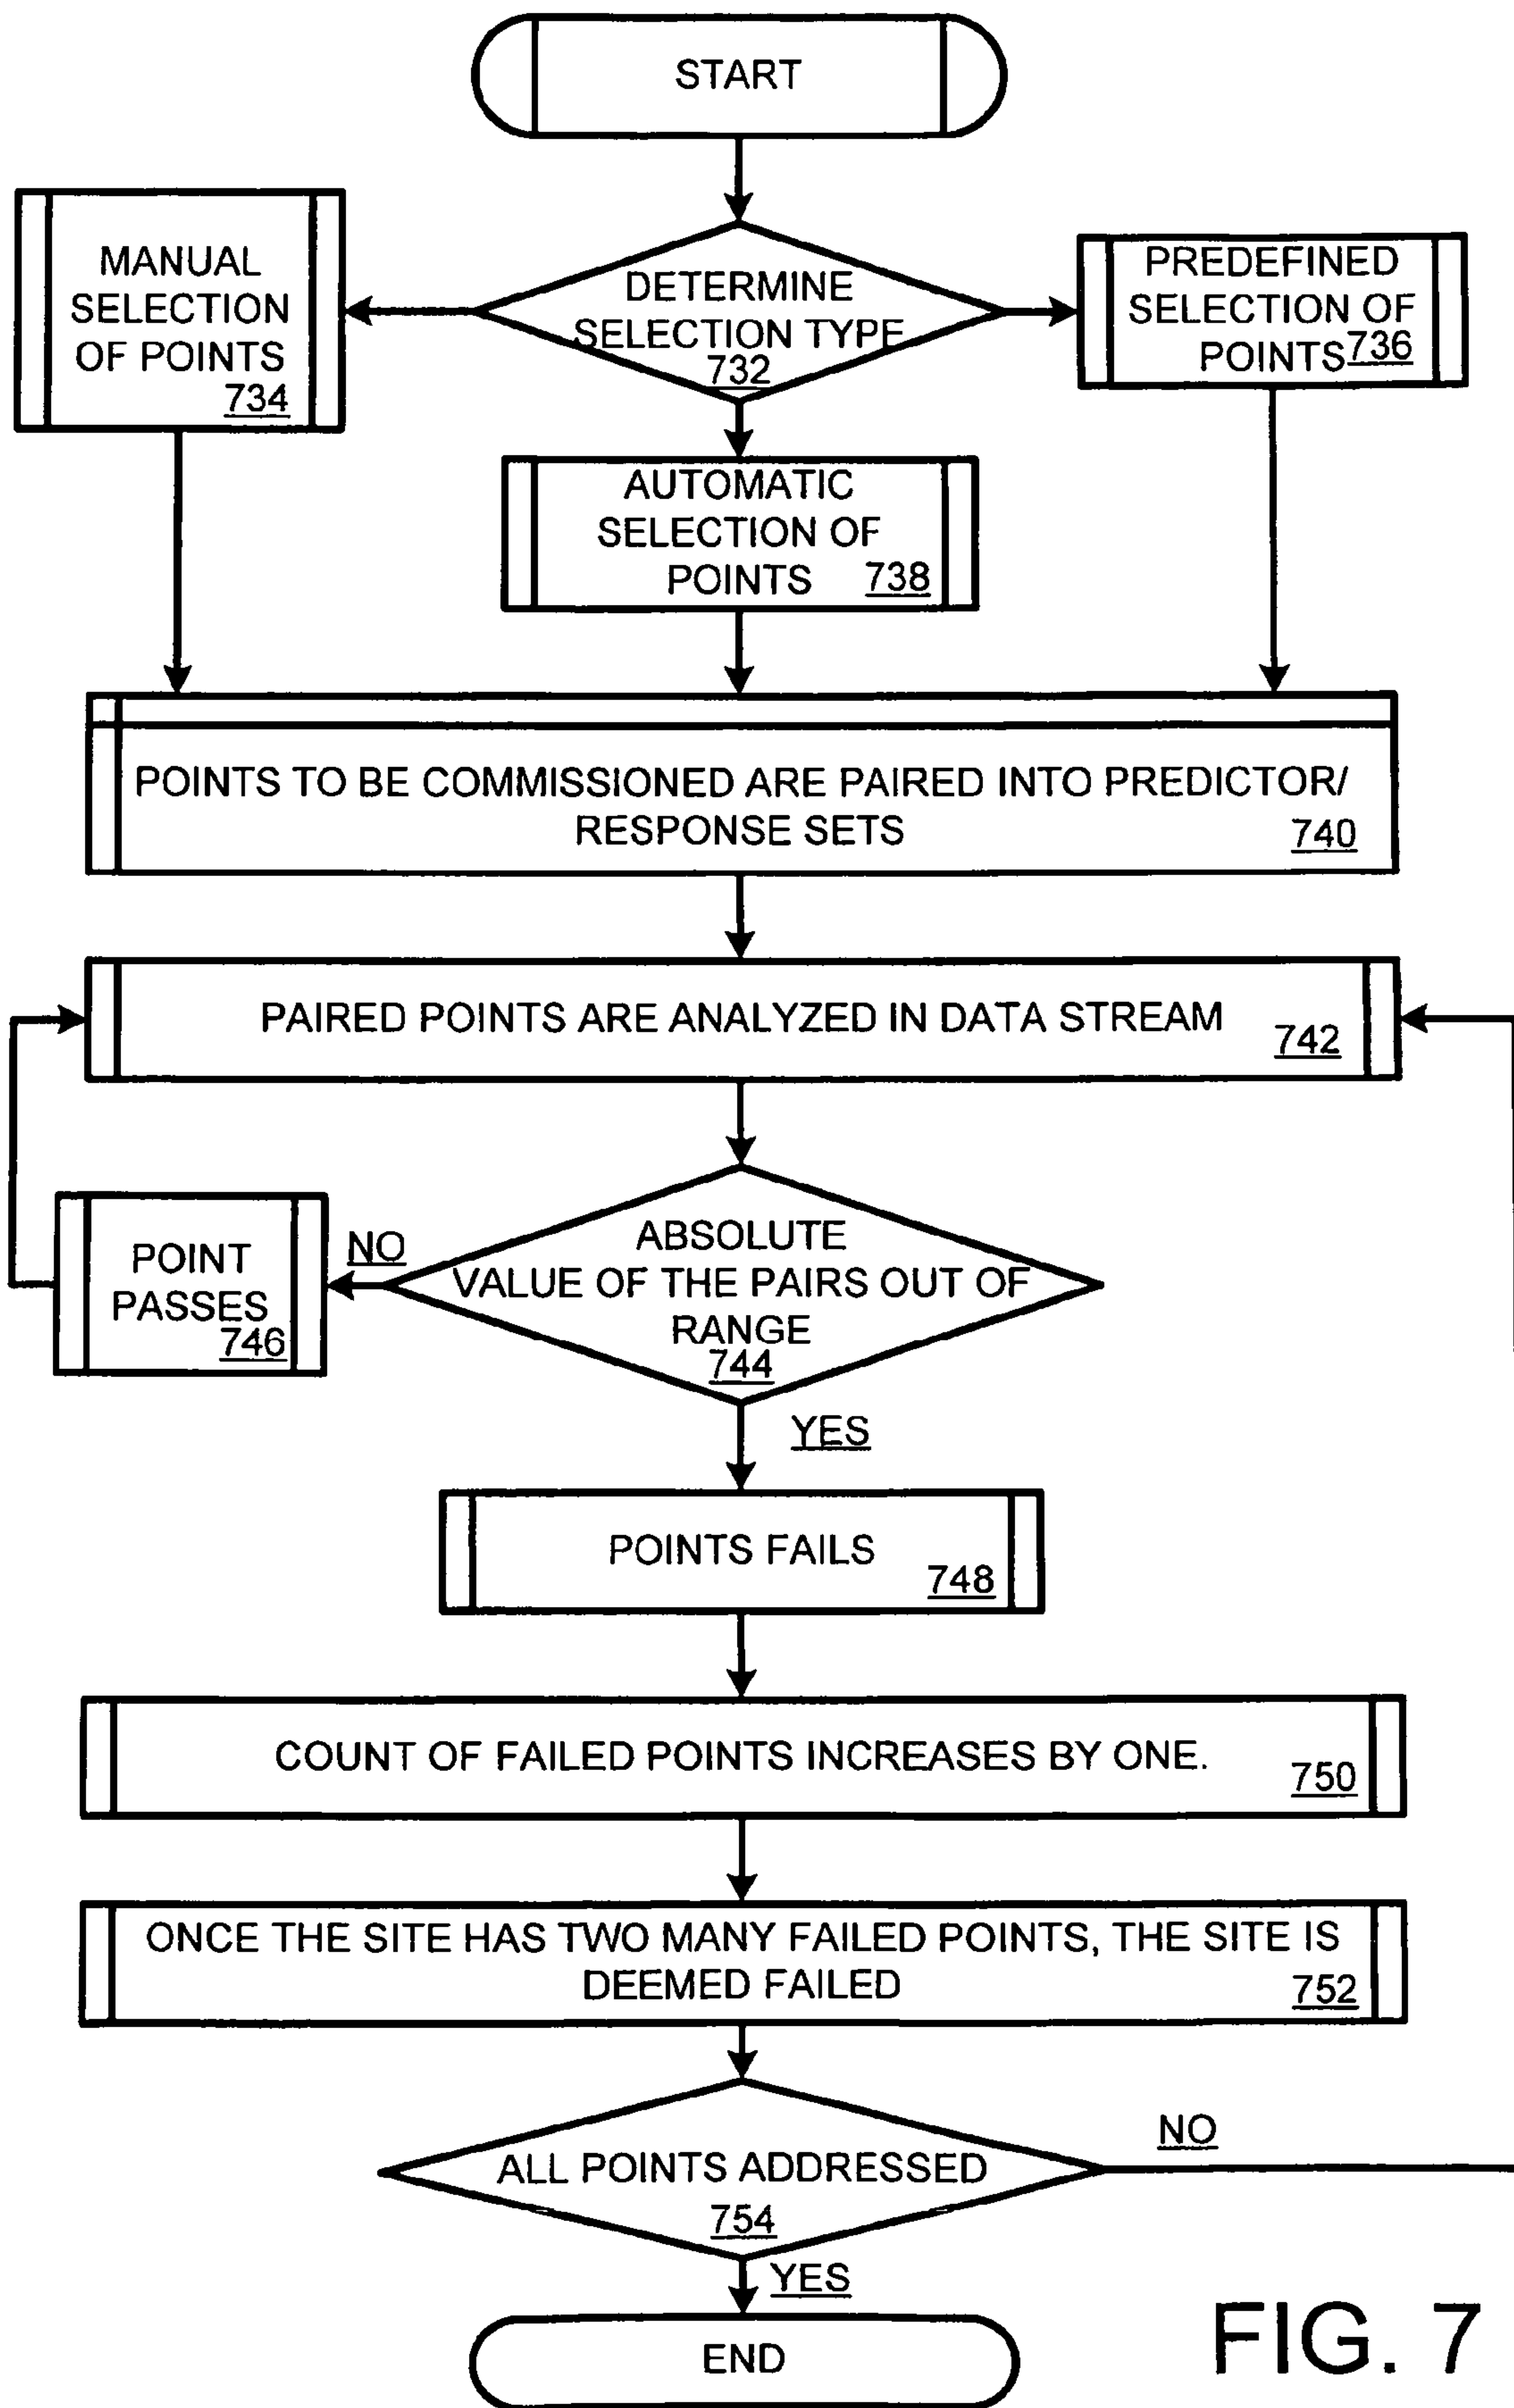 START
MANUAL
SELECTION
OF POINTS
734
DETERMINE
SELECTION TYPE
732
PREDEFINED
SELECTION OF
POINTS 736
AUTOMATIC
SELECTION OF
POINTS 738
POINTS TO BE COMMISSIONED ARE PAIRED INTO PREDICTOR/
RESPONSE SETS 740
PAIRED POINTS ARE ANALYZED IN DATA STREAM 742
POINT
PASSES
746
NO
ABSOLUTE
VALUE OF THE PAIRS OUT OF
RANGE
744
YES
POINTS FAILS 748
COUNT OF FAILED POINTS INCREASES BY ONE. 750
ONCE THE SITE HAS TWO MANY FAILED POINTS, THE SITE IS
DEEMED FAILED 752
NO
ALL POINTS ADDRESSED
754
YES
END
FIG. 7